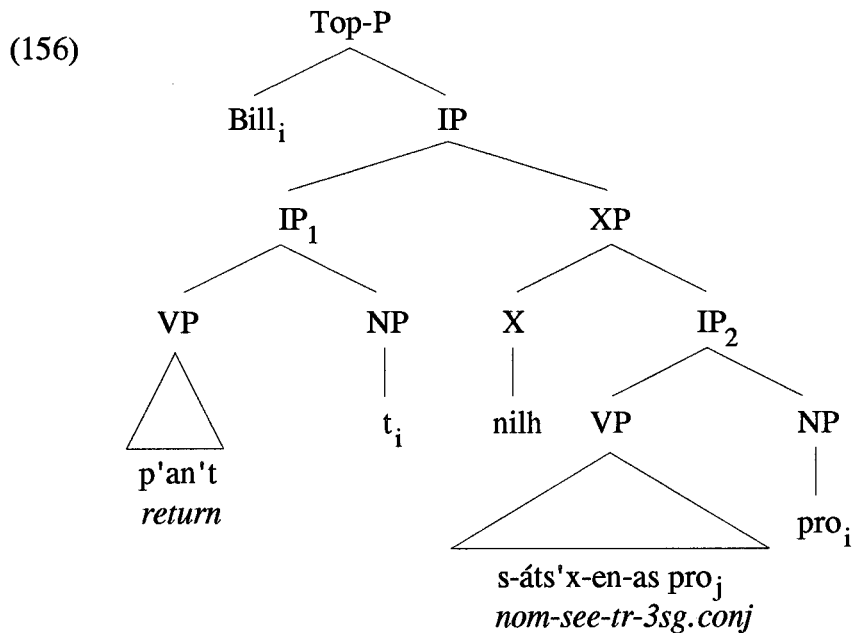 Top-P
(156)
Bill_i IP
IP_1 XP
VP NP X IP_2
t_i nilh VP NP
p'an't
return
pro_i
s-áts'x-en-as pro_j
nom-see-tr-3sg.conj